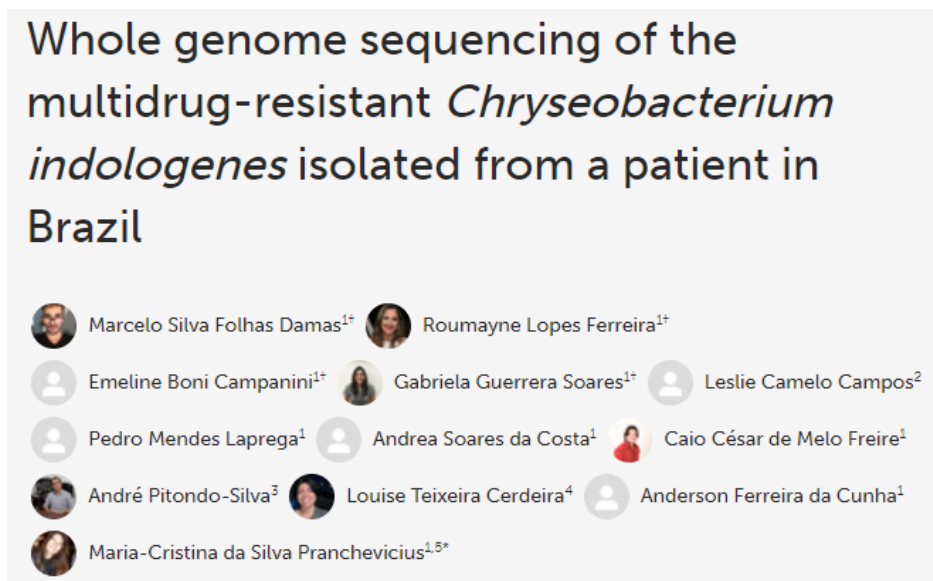 Whole genome sequencing of the
multidrug-resistant Chryseobacterium
indologenes isolated from a patient in
Brazil
Marcelo Silva Folhas Damas1† Roumayne Lopes Ferreira1†
Emeline Boni Campanini1† Gabriela Guerrera Soares1† Leslie Camelo Campos2
Pedro Mendes Laprega1 Andrea Soares da Costa1 Caio César de Melo Freire1
André Pitondo-Silva3 Louise Teixeira Cerdeira4 Anderson Ferreira da Cunha1
Maria-Cristina da Silva Pranchevicius1,5*